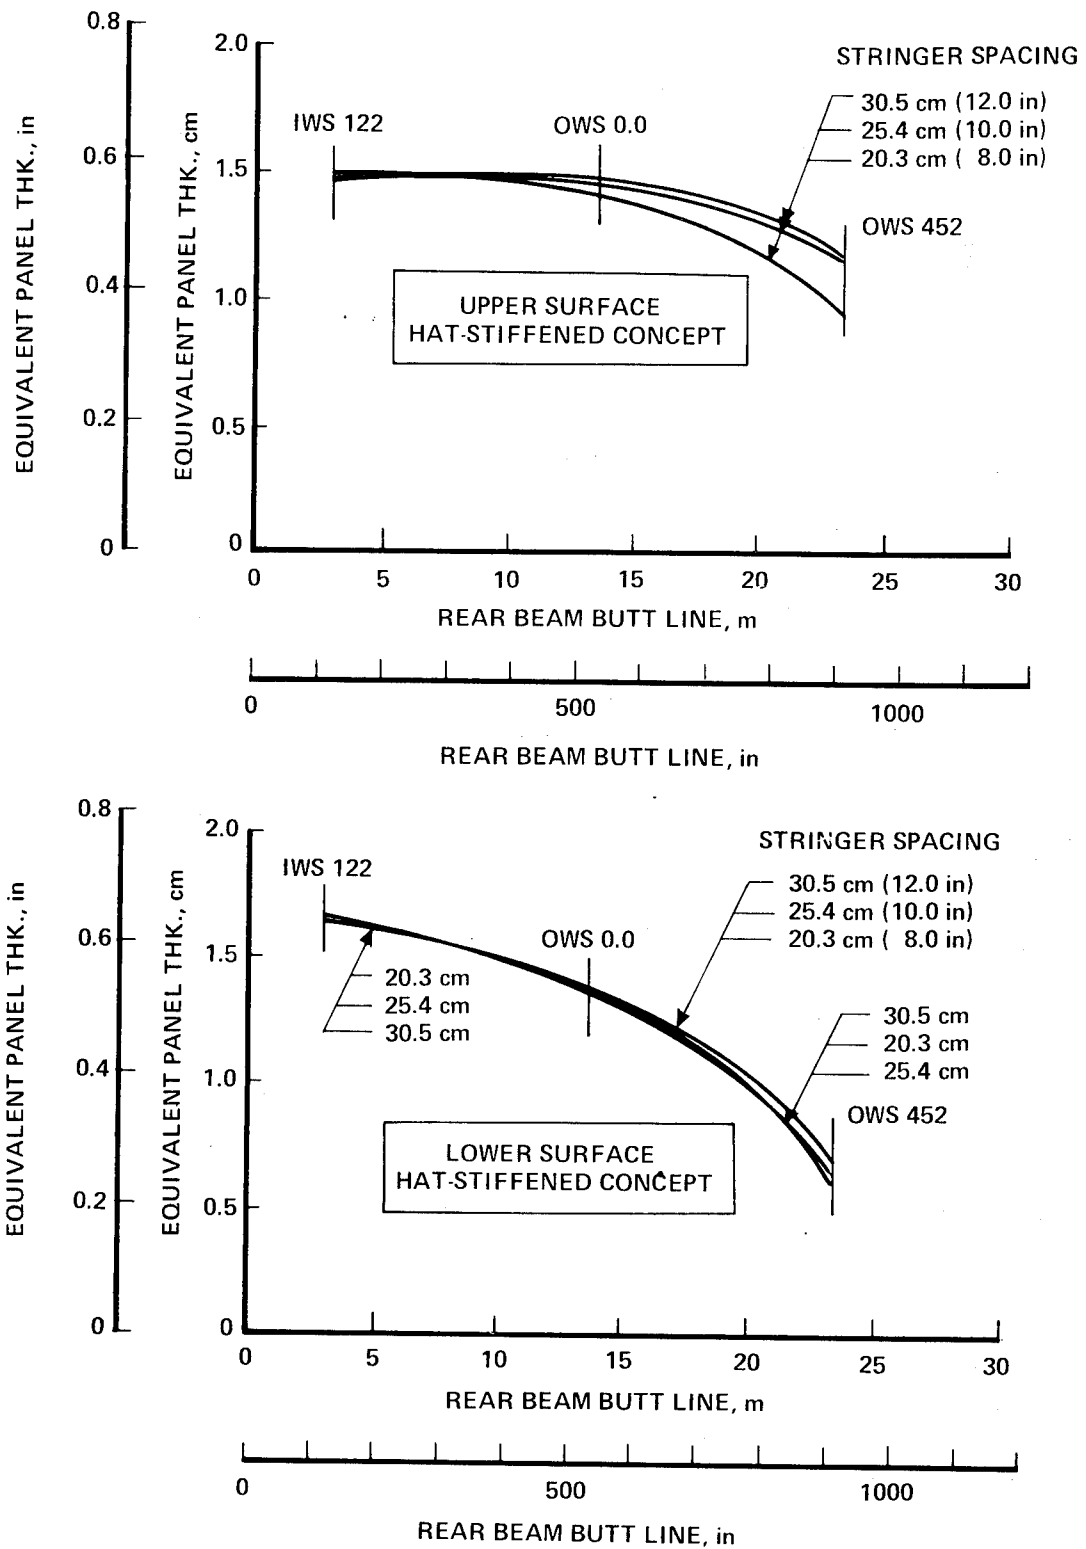 0.8
0.6
0.4
0.2
0
EQUIVALENT PANEL THK., in
2.0
1.5
1.0
0.5
0
EQUIVALENT PANEL THK., cm
IWS 122
OWS 0.0
STRINGER SPACING
30.5 cm (12.0 in)
25.4 cm (10.0 in)
20.3 cm ( 8.0 in)
OWS 452
UPPER SURFACE
HAT-STIFFENED CONCEPT
0 5 10 15 20 25 30
REAR BEAM BUTT LINE, m
0 500 1000
REAR BEAM BUTT LINE, in
0.8
0.6
0.4
0.2
0
EQUIVALENT PANEL THK., in
2.0
1.5
1.0
0.5
0
EQUIVALENT PANEL THK., cm
IWS 122
OWS 0.0
STRINGER SPACING
30.5 cm (12.0 in)
25.4 cm (10.0 in)
20.3 cm ( 8.0 in)
20.3 cm
25.4 cm
30.5 cm
30.5 cm
20.3 cm
25.4 cm
OWS 452
LOWER SURFACE
HAT-STIFFENED CONCEPT
0 5 10 15 20 25 30
REAR BEAM BUTT LINE, m
0 500 1000
REAR BEAM BUTT LINE, in